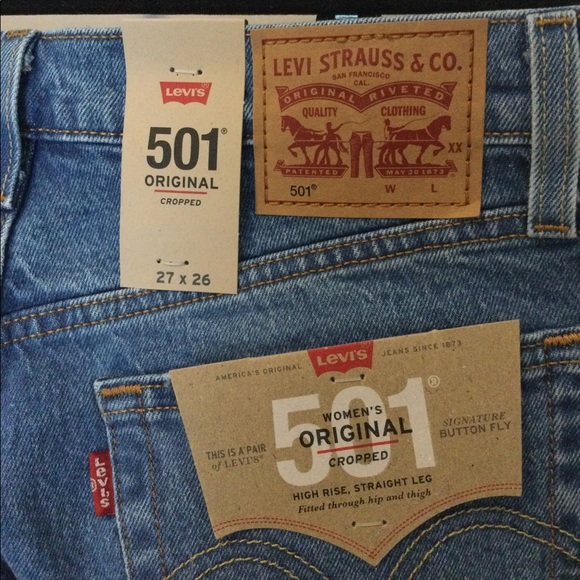 Levi's
501®
ORIGINAL
CROPPED
27 x 26
LEVI STRAUSS & CO.
SAN FRANCISCO
CAL.
ORIGINAL RIVETED
QUALITY CLOTHING
XX
PATENTED MAY 20 1873
501® W L
AMERICA'S ORIGINAL Levi's JEANS SINCE 1873
501®
WOMEN'S
ORIGINAL
CROPPED
THIS IS A PAIR
of LEVI'S®
SIGNATURE
BUTTON FLY
HIGH RISE, STRAIGHT LEG
Fitted through hip and thigh
Levi's
®